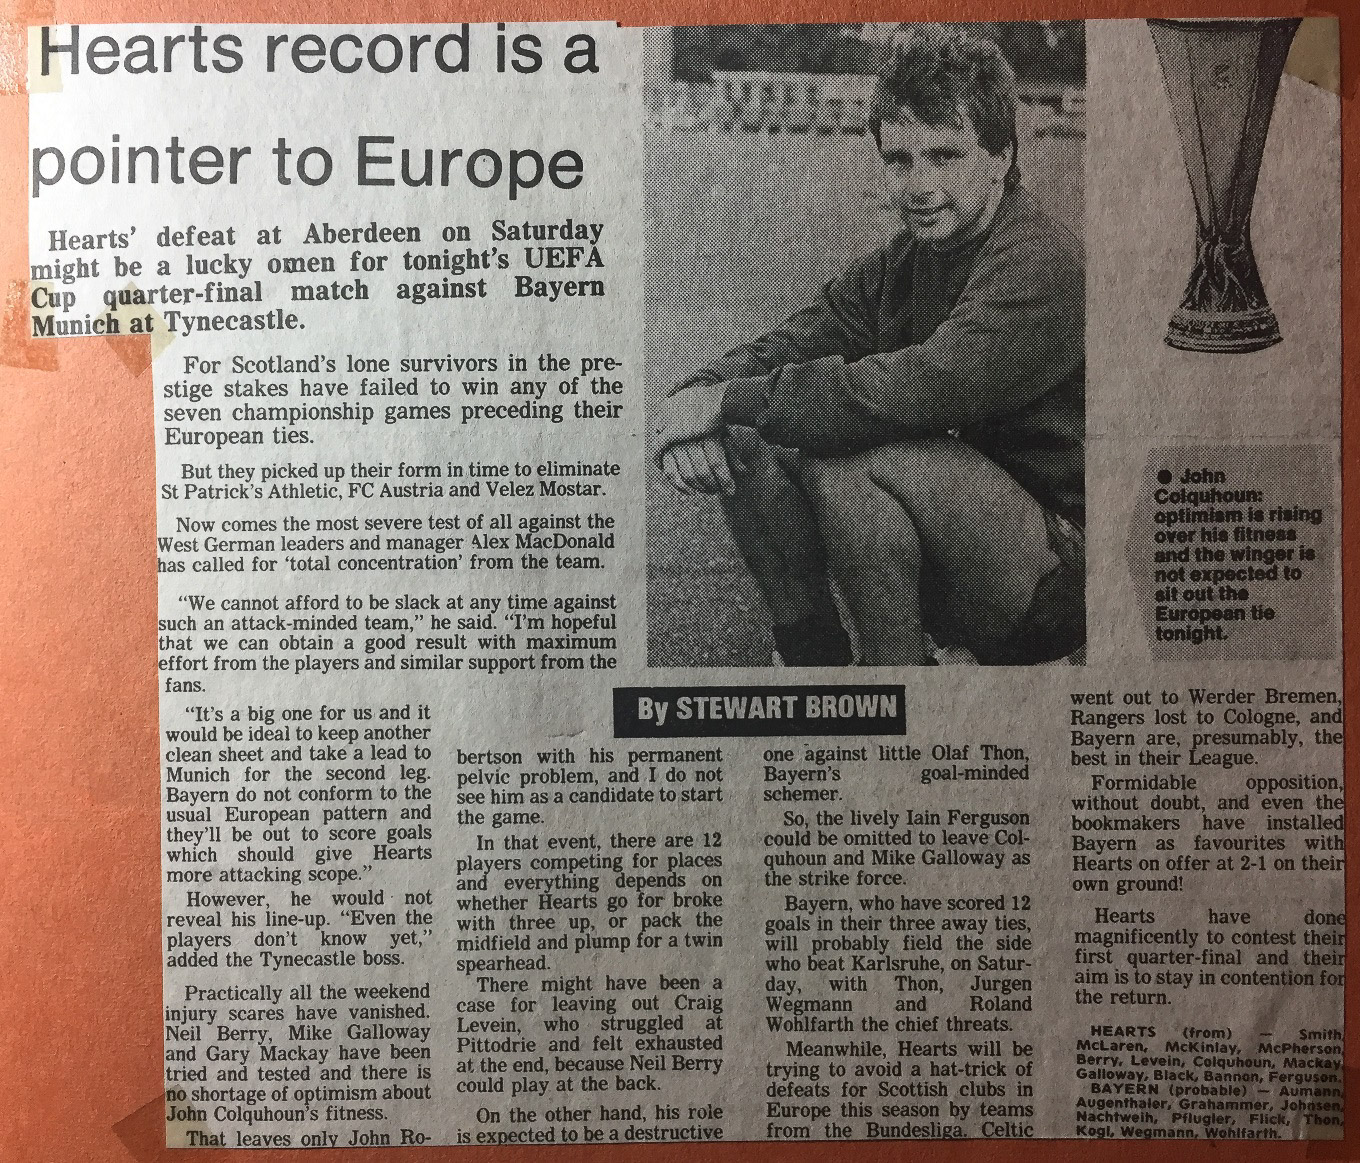 Hearts record is a
pointer to Europe
Hearts' defeat at Aberdeen on Saturday
might be a lucky omen for tonight's UEFA
Cup quarter-final match against Bayern
Munich at Tynecastle.
For Scotland's lone survivors in the pre-
stige stakes have failed to win any of the
seven championship games preceding their
European ties.
But they picked up their form in time to eliminate
St Patrick's Athletic, FC Austria and Velez Mostar.
Now comes the most severe test of all against the
West German leaders and manager Alex MacDonald
has called for 'total concentration' from the team.
"We cannot afford to be slack at any time against
such an attack-minded team," he said. "I'm hopeful
that we can obtain a good result with maximum
effort from the players and similar support from the
fans.
"It's a big one for us and it
would be ideal to keep another
clean sheet and take a lead to
Munich for the second leg.
Bayern do not conform to the
usual European pattern and
they'll be out to score goals
which should give Hearts
more attacking scope."
However, he would not
reveal his line-up. "Even the
players don't know yet,"
added the Tynecastle boss.
Practically all the weekend
injury scares have vanished.
Neil Berry, Mike Galloway
and Gary Mackay have been
tried and tested and there is
no shortage of optimism about
John Colquhoun's fitness.
That leaves only John Ro-
By STEWART BROWN
bertson with his permanent
pelvic problem, and I do not
see him as a candidate to start
the game.
In that event, there are 12
players competing for places
and everything depends on
whether Hearts go for broke
with three up, or pack the
midfield and plump for a twin
spearhead.
There might have been a
case for leaving out Craig
Levein, who struggled at
Pittodrie and felt exhausted
at the end, because Neil Berry
could play at the back.
On the other hand, his role
is expected to be a destructive
one against little Olaf Thon,
Bayern's goal-minded
schemer.
So, the lively Iain Ferguson
could be omitted to leave Col-
quhoun and Mike Galloway as
the strike force.
Bayern, who have scored 12
goals in their three away ties,
will probably field the side
who beat Karlsruhe, on Satur-
day, with Thon, Jurgen
Wegmann and Roland
Wohlfarth the chief threats.
Meanwhile, Hearts will be
trying to avoid a hat-trick of
defeats for Scottish clubs in
Europe this season by teams
from the Bundesliga. Celtic
went out to Werder Bremen,
Rangers lost to Cologne, and
Bayern are, presumably, the
best in their League.
Formidable opposition,
without doubt, and even the
bookmakers have installed
Bayern as favourites with
Hearts on offer at 2-1 on their
own ground!
Hearts have done
magnificently to contest their
first quarter-final and their
aim is to stay in contention for
the return.
HEARTS (from) — Smith,
McLaren, McKinlay, McPherson,
Berry, Levein, Colquhoun, Mackay,
Galloway, Black, Bannon, Ferguson.
BAYERN (probable) — Aumann,
Augenthaler, Grahammer, Johnsen,
Nachtweih, Pflugler, Flick, Thon,
Kogl, Wegmann, Wohlfarth.
● John
Colquhoun:
optimism is rising
over his fitness
and the winger is
not expected to
sit out the
European tie
tonight.